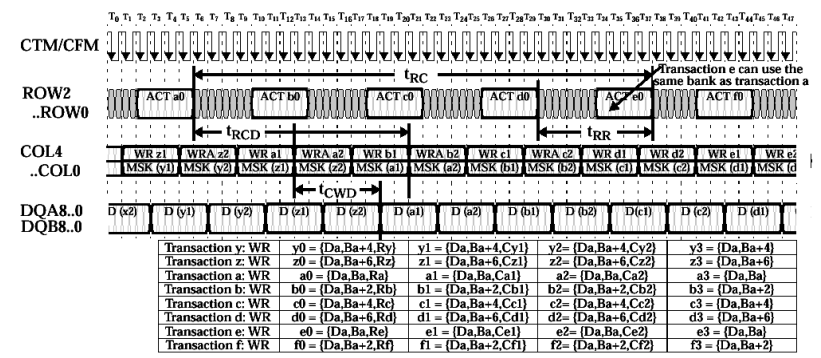 T0 T1 T2 T3 T4 T5 T6 T7 T8 T9 T10 T11 T12 T13 T14 T15 T16 T17 T18 T19 T20 T21 T22 T23 T24 T25 T26 T27 T28 T29 T30 T31 T32 T33 T34 T35 T36 T37 T38 T39 T40 T41 T42 T43 T44 T45 T46 T47
CTM/CFM
tRC
Transaction e can use the
same bank as transaction a
ROW2
..ROW0
ACT a0 ACT b0 ACT c0 ACT d0 ACT e0 ACT f0
tRCD tRR
COL4
..COL0
WR z1 WRA z2 WR a1 WRA a2 WR b1 WRA b2 WR c1 WRA c2 WR d1 WR d2 WR e1 WR e2
MSK (y1) MSK (y2) MSK (z1) MSK (z2) MSK (a1) MSK (a2) MSK (b1) MSK (b2) MSK (c1) MSK (c2) MSK (d1) MSK (d
tCWD
DQA8..0
DQB8..0
D (x2) D (y1) D (y2) D (z1) D (z2) D (a1) D (a2) D (b1) D (b2) D(c1) D (c2) D (d1)
Transaction y: WR y0 = {Da,Ba+4,Ry} y1 = {Da,Ba+4,Cy1} y2= {Da,Ba+4,Cy2} y3 = {Da,Ba+4}
Transaction z: WR z0 = {Da,Ba+6,Rz} z1 = {Da,Ba+6,Cz1} z2= {Da,Ba+6,Cz2} z3 = {Da,Ba+6}
Transaction a: WR a0 = {Da,Ba,Ra} a1 = {Da,Ba,Ca1} a2= {Da,Ba,Ca2} a3 = {Da,Ba}
Transaction b: WR b0 = {Da,Ba+2,Rb} b1 = {Da,Ba+2,Cb1} b2= {Da,Ba+2,Cb2} b3 = {Da,Ba+2}
Transaction c: WR c0 = {Da,Ba+4,Rc} c1 = {Da,Ba+4,Cc1} c2= {Da,Ba+4,Cc2} c3 = {Da,Ba+4}
Transaction d: WR d0 = {Da,Ba+6,Rd} d1 = {Da,Ba+6,Cd1} d2= {Da,Ba+6,Cd2} d3 = {Da,Ba+6}
Transaction e: WR e0 = {Da,Ba,Re} e1 = {Da,Ba,Ce1} e2= {Da,Ba,Ce2} e3 = {Da,Ba}
Transaction f: WR f0 = {Da,Ba+2,Rf} f1 = {Da,Ba+2,Cf1} f2= {Da,Ba+2,Cf2} f3 = {Da,Ba+2}